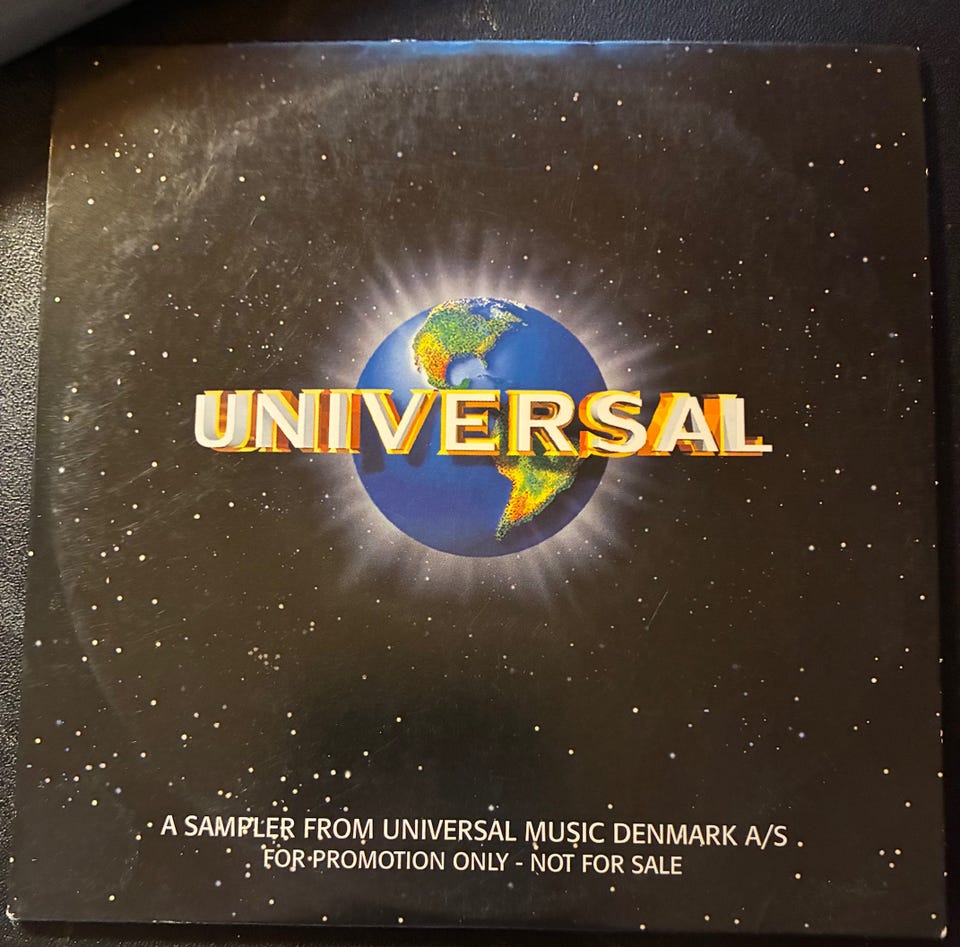 UNIVERSAL
A SAMPLER FROM UNIVERSAL MUSIC DENMARK A/S
FOR PROMOTION ONLY - NOT FOR SALE